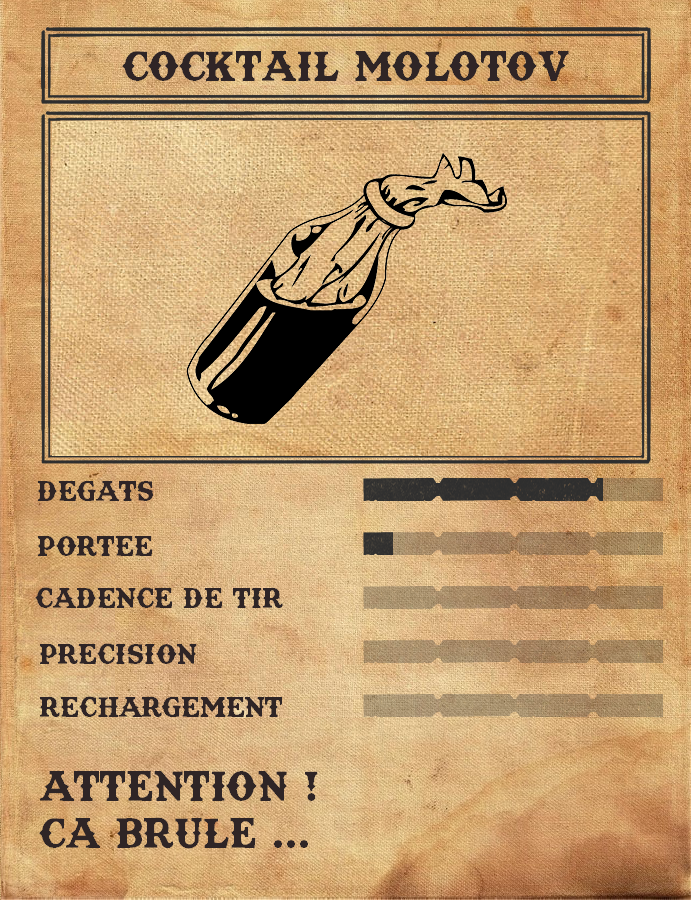 COCKTAIL MOLOTOV
DEGATS
PORTEE
CADENCE DE TIR
PRECISION
RECHARGEMENT
ATTENTION !
CA BRULE ...